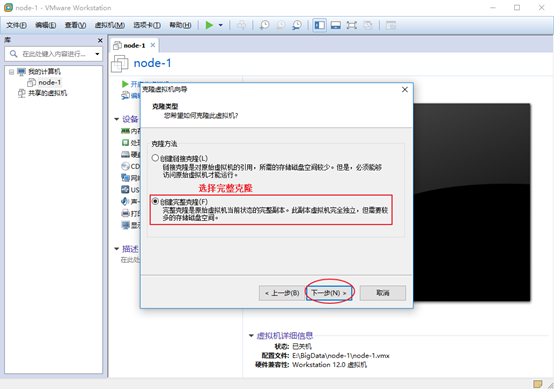 node-1 - VMware Workstation
文件(F) 编辑(E) 查看(V) 虚拟机(M) 选项卡(T) 帮助(H)
库
在此处键入内容进行...
我的计算机
node-1
共享的虚拟机
node-1
node-1
克隆虚拟机向导
克隆类型
您希望如何克隆此虚拟机?
克隆方法
创建链接克隆(L)
链接克隆是对原始虚拟机的引用，所需的存储磁盘空间较少。但是，必须能够
访问原始虚拟机才能运行。
选择完整克隆
创建完整克隆(F)
完整克隆是原始虚拟机当前状态的完整副本。此副本虚拟机完全独立，但需要较
多的存储磁盘空间。
< 上一步(B) 下一步(N) > 取消
设备
内存
处理
硬盘
CD
网络
US
声
打印
显示
描述
在此处
虚拟机详细信息
状态: 已关机
配置文件: E:\BigData\node-1\node-1.vmx
硬件兼容性: Workstation 12.0 虚拟机